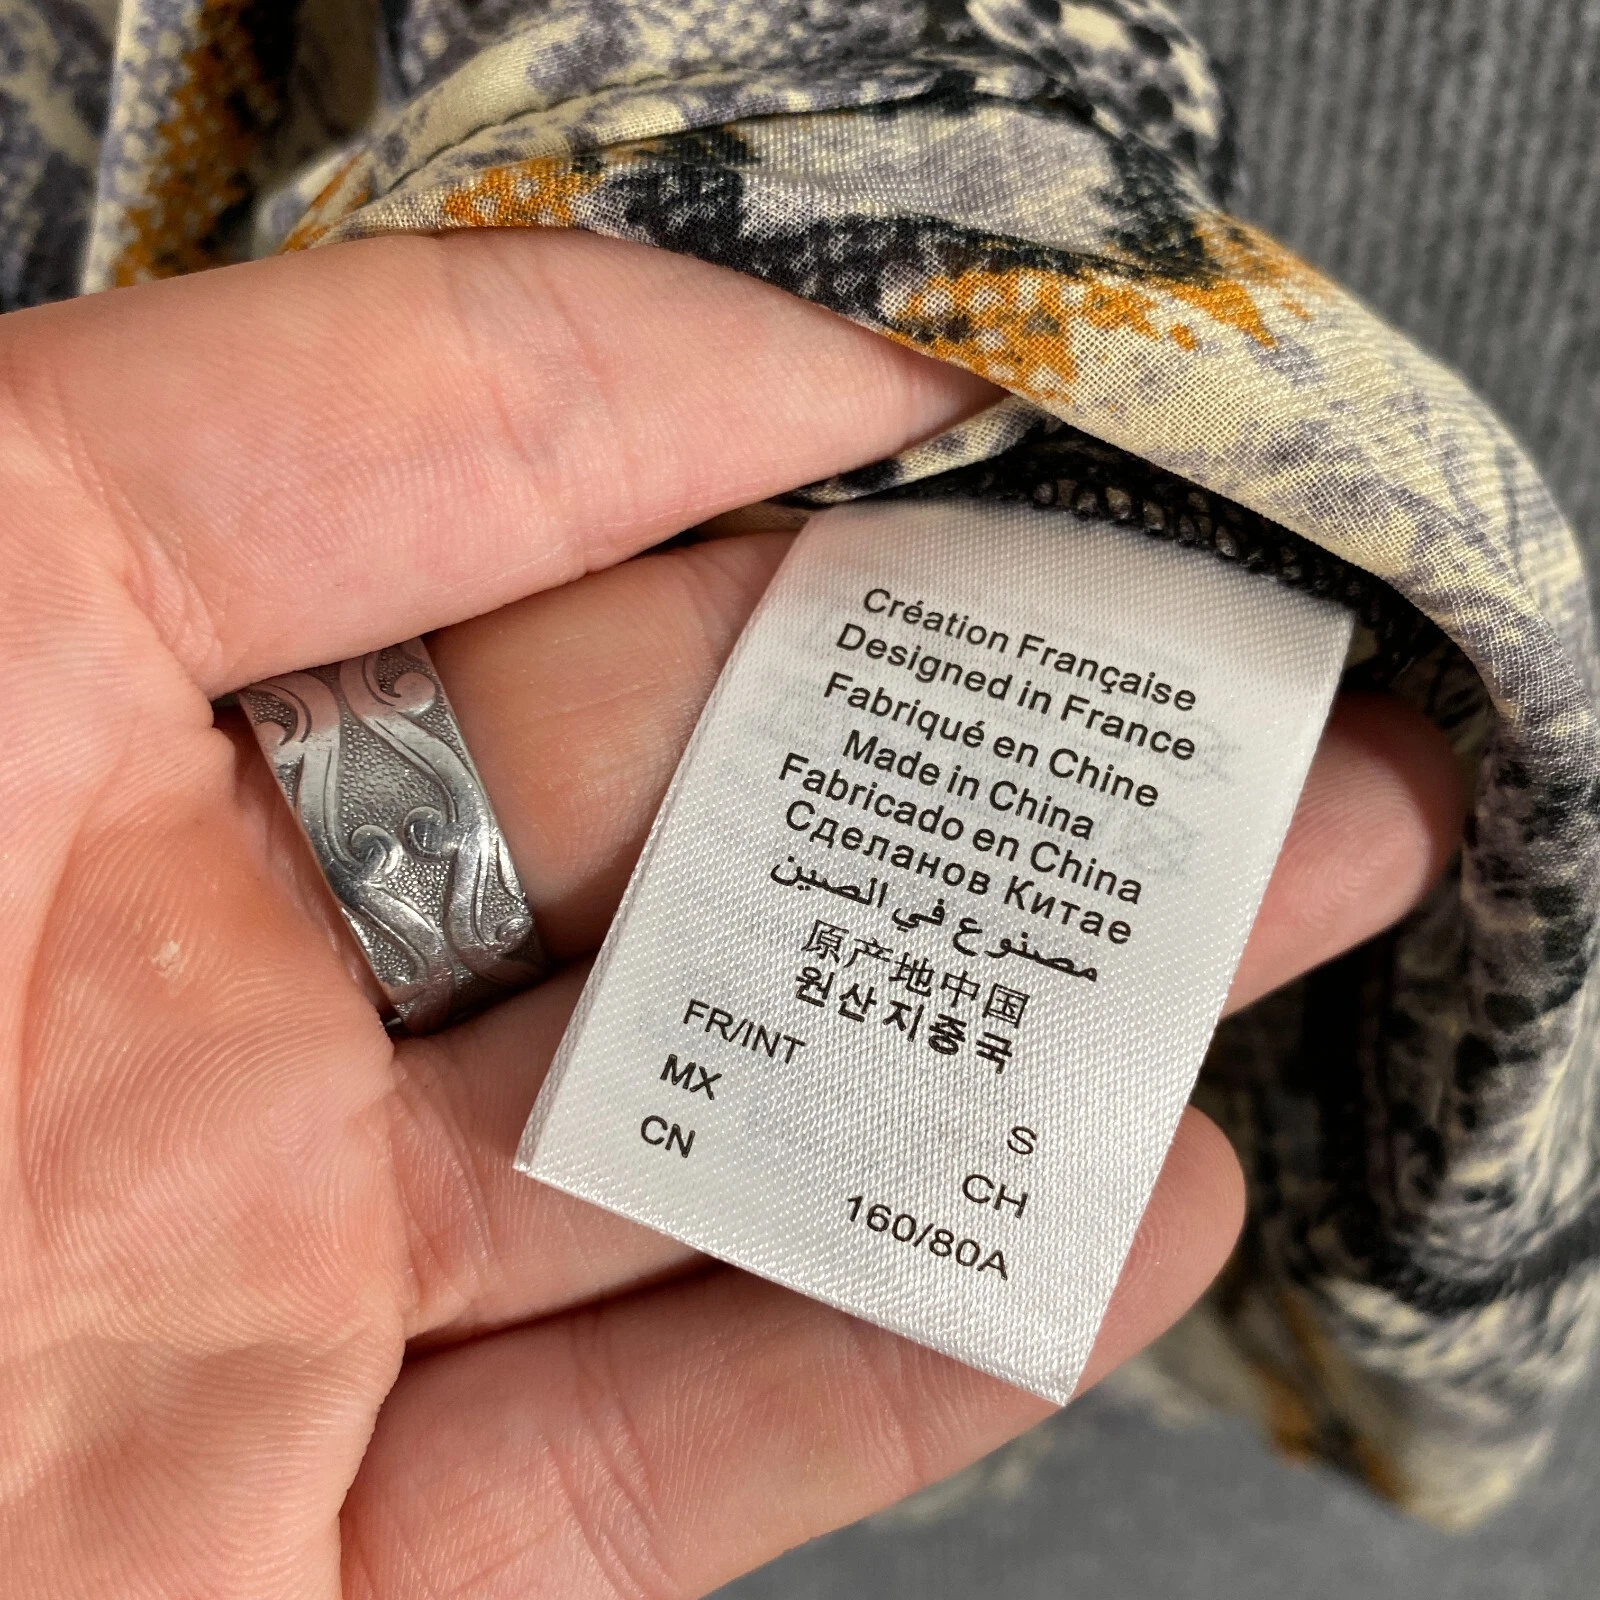 Création Française
Designed in France
Fabriqué en Chine
Made in China
Fabricado en China
Сделанов Китае
مصنوع في الصين
原产地中国
원산지중국
FR/INT S
MX CH
CN 160/80A